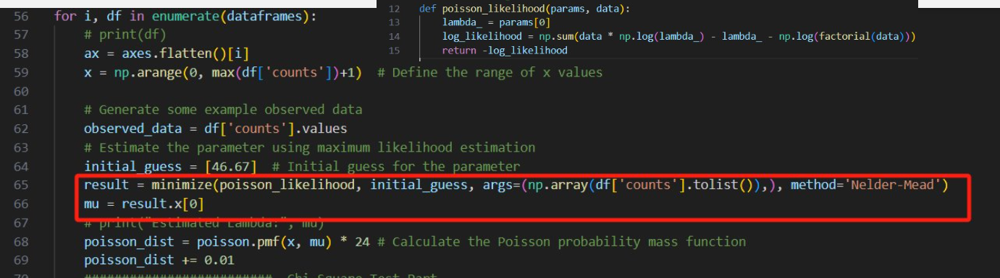 12 def poisson_likelihood(params, data):
13     lambda_ = params[0]
14     log_likelihood = np.sum(data * np.log(lambda_) - lambda_ - np.log(factorial(data)))
15     return -log_likelihood
56 for i, df in enumerate(dataframes):
57     # print(df)
58     ax = axes.flatten()[i]
59     x = np.arange(0, max(df['counts'])+1)  # Define the range of x values
60
61     # Generate some example observed data
62     observed_data = df['counts'].values
63     # Estimate the parameter using maximum likelihood estimation
64     initial_guess = [46.67]  # Initial guess for the parameter
65     result = minimize(poisson_likelihood, initial_guess, args=(np.array(df['counts'].tolist()),), method='Nelder-Mead')
66     mu = result.x[0]
67     # print("Estimated Lambda:", mu)
68     poisson_dist = poisson.pmf(x, mu) * 24 # Calculate the Poisson probability mass function
69     poisson_dist += 0.01
70     ######################### Chi Square Test Part